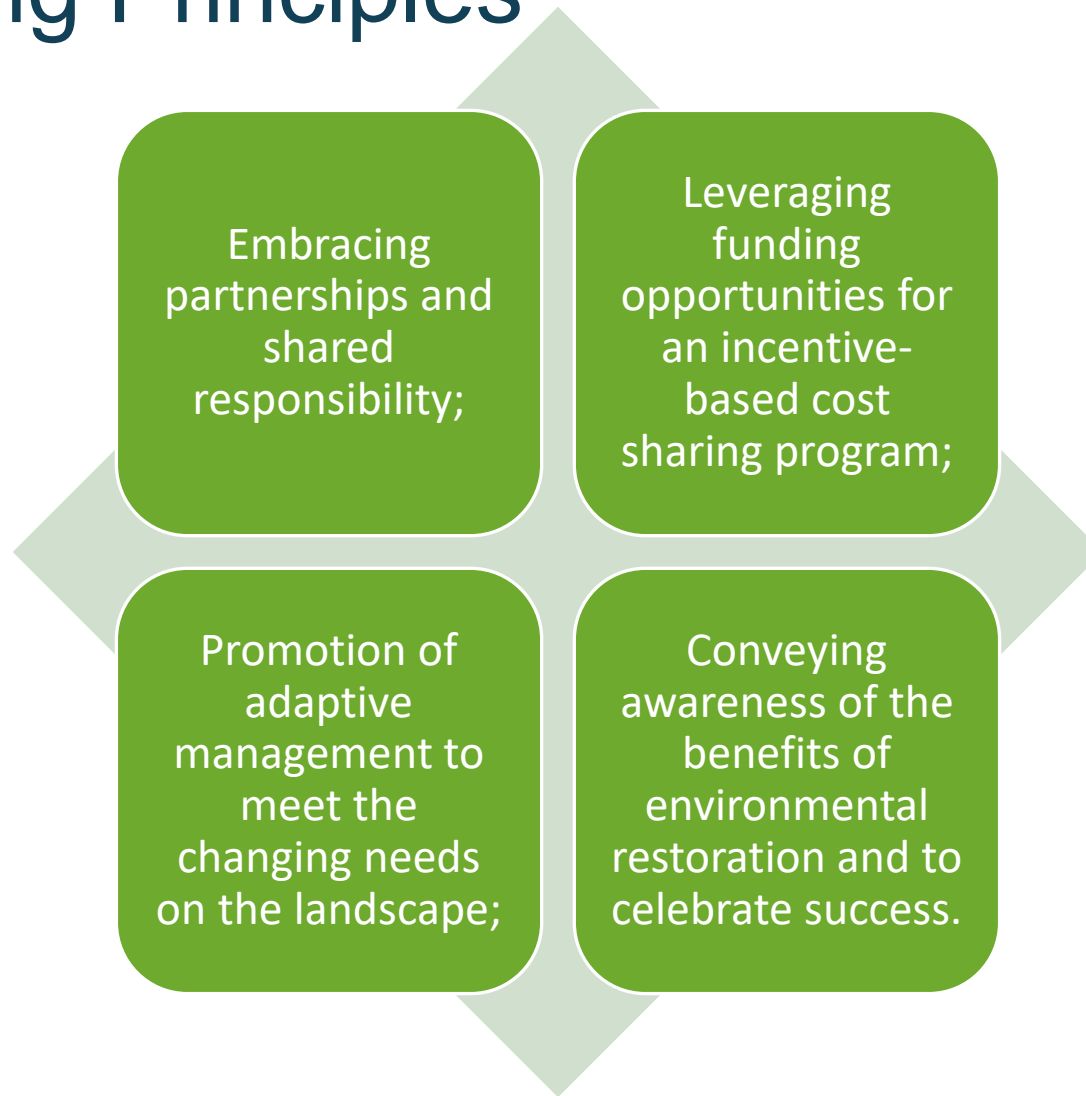 ng Principles
Embracing
partnerships and
shared
responsibility;
Leveraging
funding
opportunities for
an incentive-
based cost
sharing program;
Promotion of
adaptive
management to
meet the
changing needs
on the landscape;
Conveying
awareness of the
benefits of
environmental
restoration and to
celebrate success.